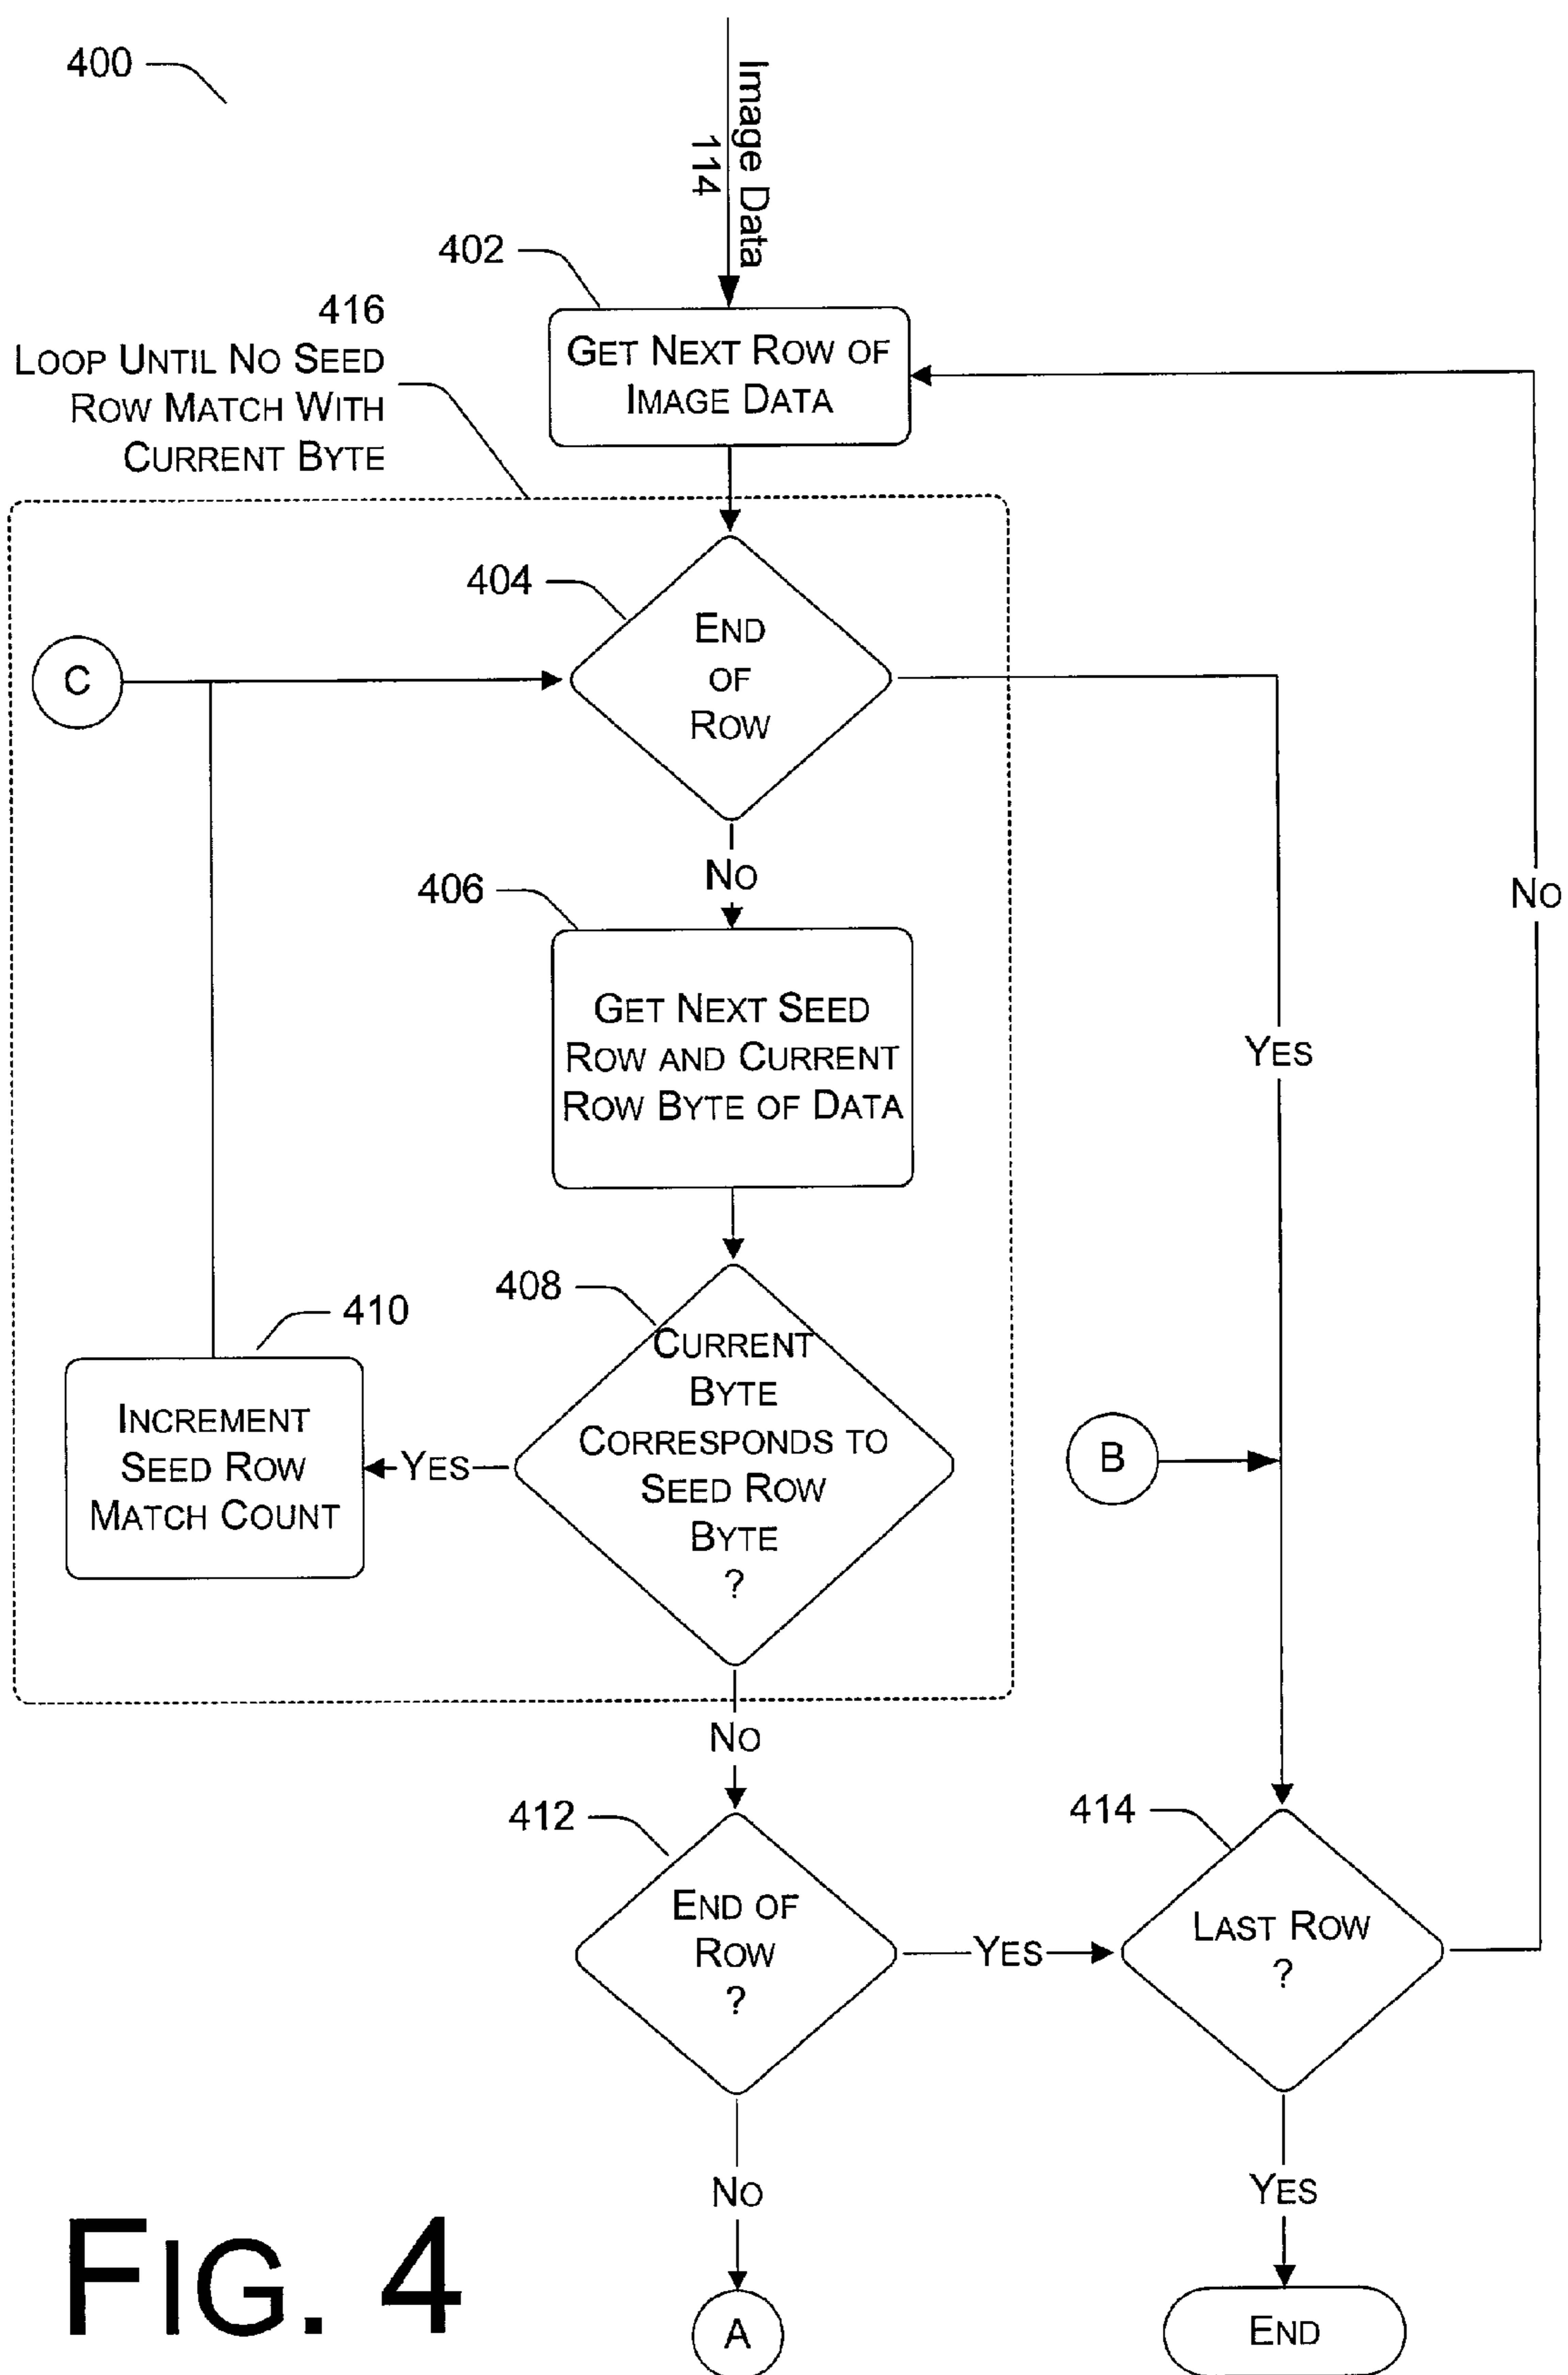 400
Image Data
114
402
416
LOOP UNTIL NO SEED
ROW MATCH WITH
CURRENT BYTE
GET NEXT ROW OF
IMAGE DATA
404
END
OF
ROW
C
NO
406
NO
GET NEXT SEED
ROW AND CURRENT
ROW BYTE OF DATA
YES
408
410
CURRENT
BYTE
CORRESPONDS TO
SEED ROW
BYTE
?
INCREMENT
SEED ROW
MATCH COUNT
YES
B
NO
412
414
END OF
ROW
?
YES
LAST ROW
?
NO
YES
FIG. 4
A
END